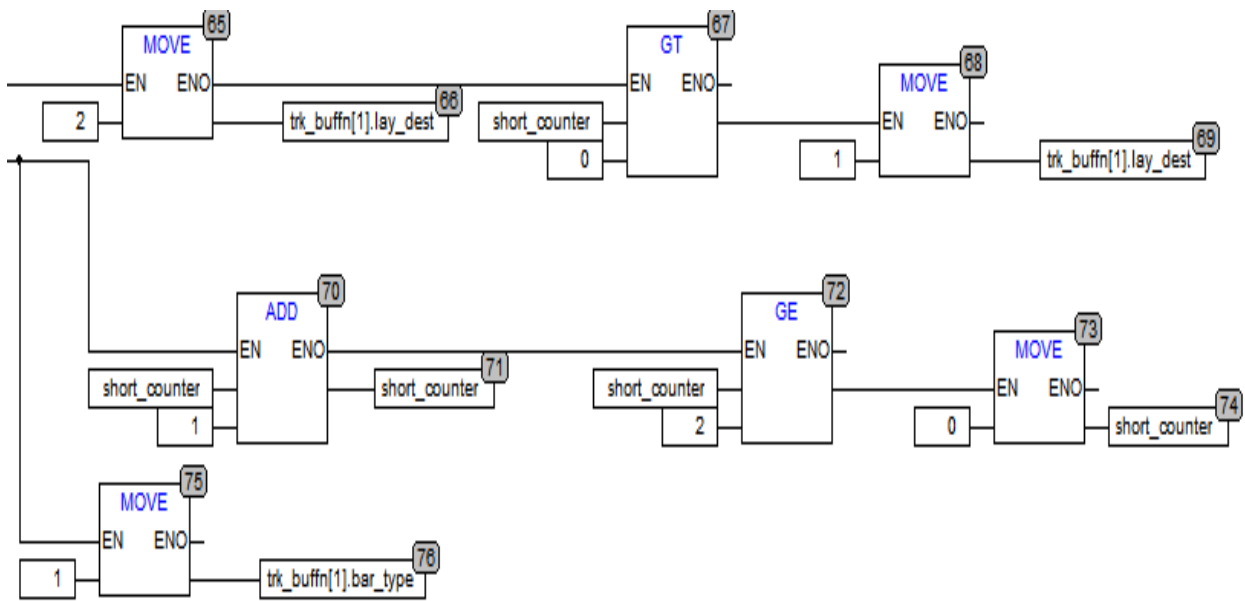 65
MOVE
EN ENO
2
66
trk_buffn[1].lay_dest
67
GT
EN ENO
short_counter
0
68
MOVE
EN ENO
1
69
trk_buffn[1].lay_dest
70
ADD
EN ENO
short_counter
1
71
short_counter
72
GE
EN ENO
short_counter
2
73
MOVE
EN ENO
0
74
short_counter
75
MOVE
EN ENO
1
76
trk_buffn[1].bar_type